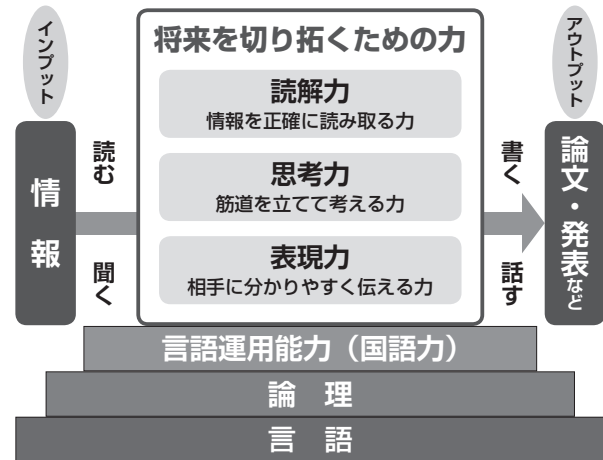 インプット
情報
読む
聞く
将来を切り拓くための力
読解力
情報を正確に読み取る力
思考力
筋道を立てて考える力
表現力
相手に分かりやすく伝える力
書く
話す
アウトプット
論文・発表など
言語運用能力（国語力）
論　理
言　語